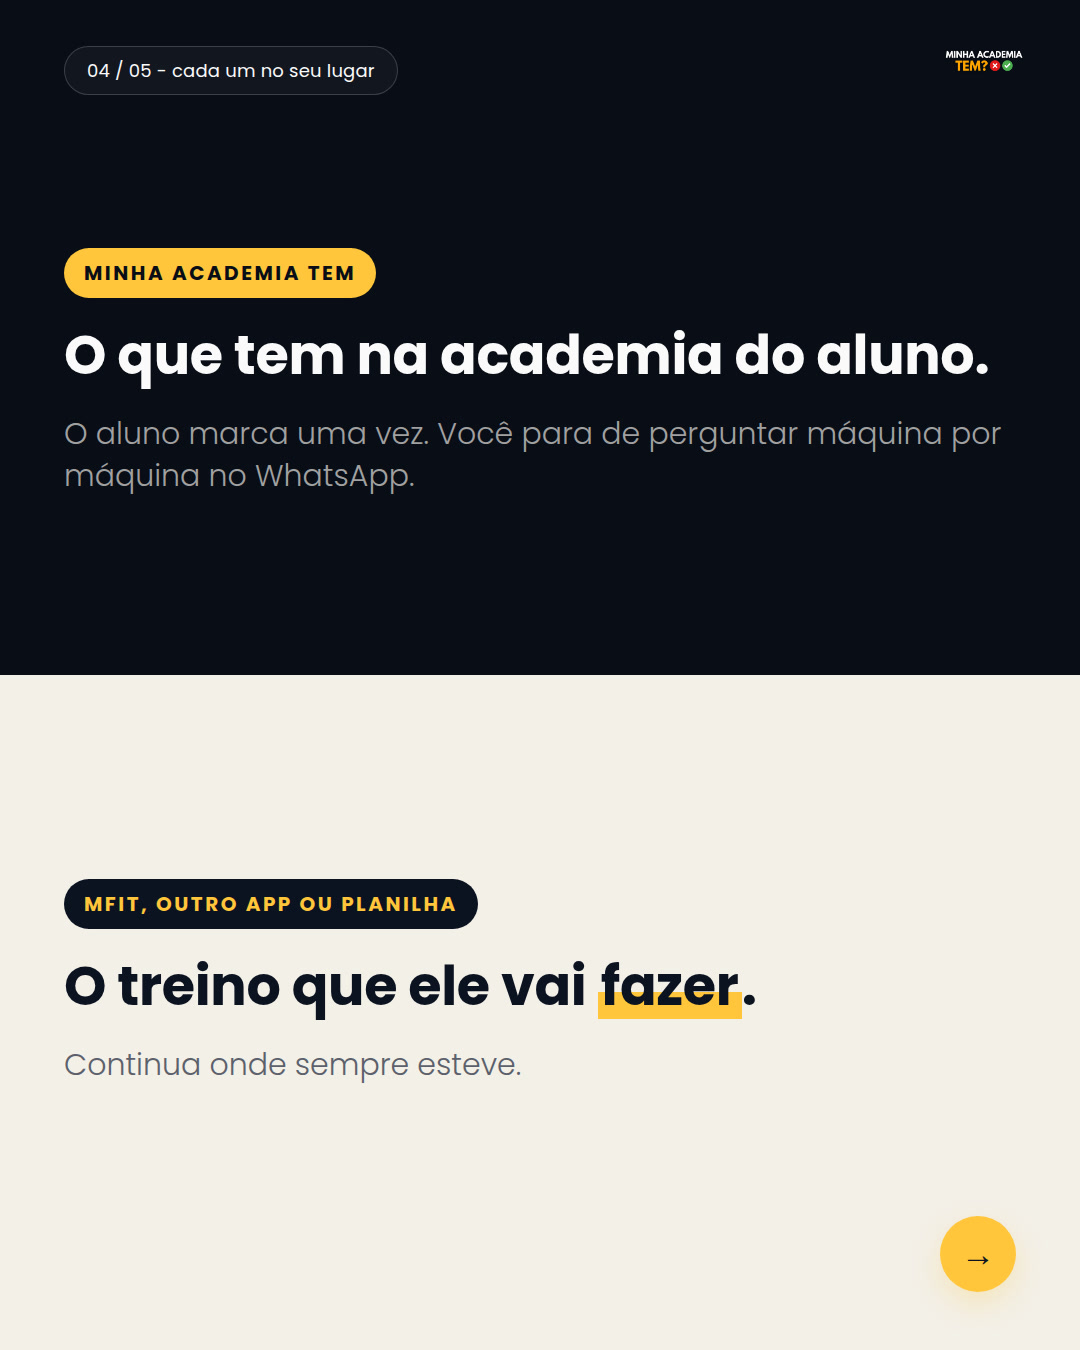 04 / 05 - cada um no seu lugar
MINHA ACADEMIA
TEM?
MINHA ACADEMIA TEM
O que tem na academia do aluno.
O aluno marca uma vez. Você para de perguntar máquina por
máquina no WhatsApp.
MFIT, OUTRO APP OU PLANILHA
O treino que ele vai fazer.
Continua onde sempre esteve.
→